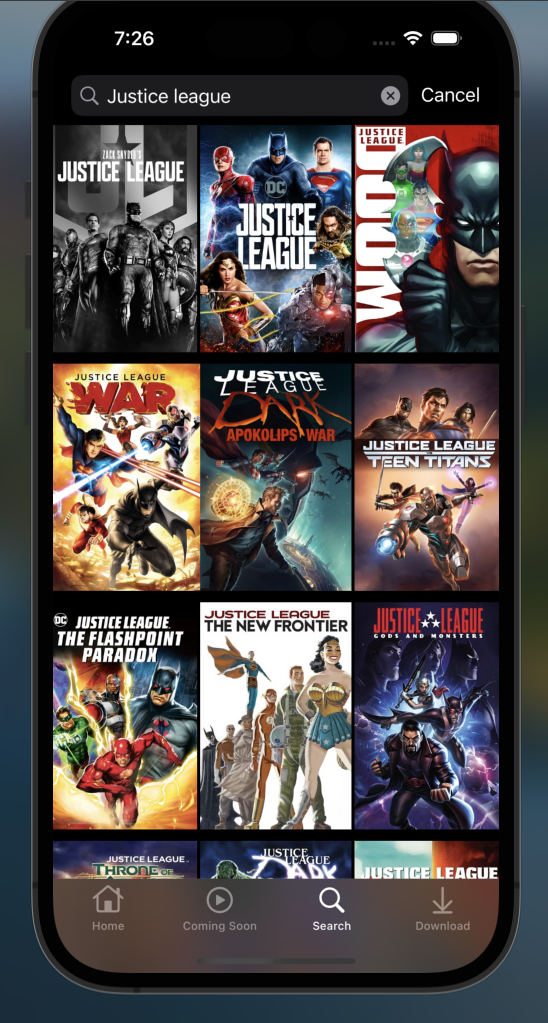 7:26
Justice league
Cancel
ZACK SNYDER'S
JUSTICE LEAGUE
DC
JUSTICE
LEAGUE
JUSTICE
LEAGUE
DOOM
JUSTICE LEAGUE
WAR
JUSTICE
LEAGUE
DARK
APOKOLIPS WAR
JUSTICE LEAGUE
VS
TEEN TITANS
DC
JUSTICE LEAGUE
THE FLASHPOINT
PARADOX
JUSTICE LEAGUE
THE NEW FRONTIER
JUSTICE LEAGUE
GODS AND MONSTERS
JUSTICE LEAGUE
THRONE OF
JUSTICE
LEAGUE
DARK
JUSTICE LEAGUE
Home
Coming Soon
Search
Download